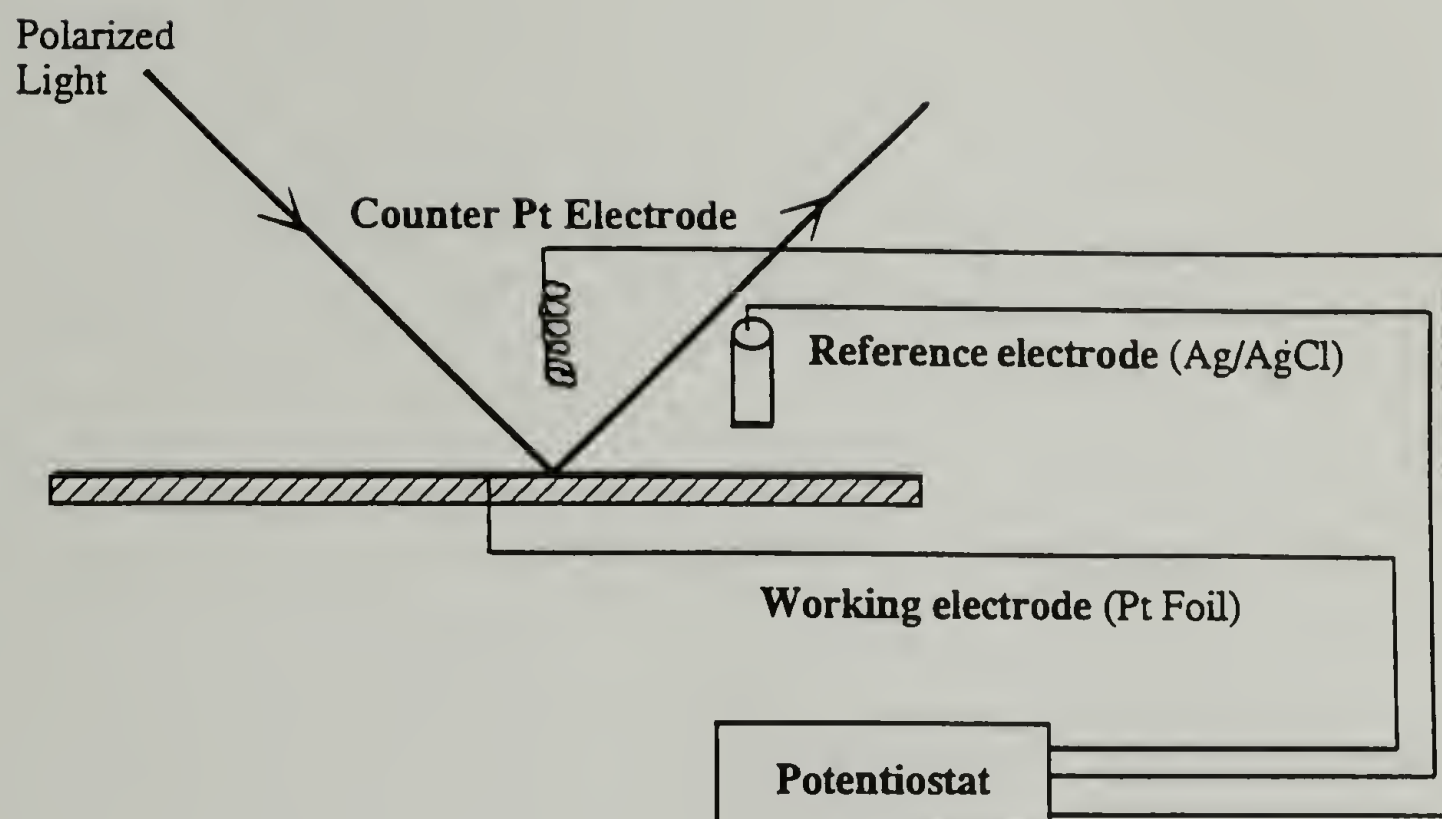 Polarized
Light
Counter Pt Electrode
Reference electrode (Ag/AgCl)
Working electrode (Pt Foil)
Potentiostat